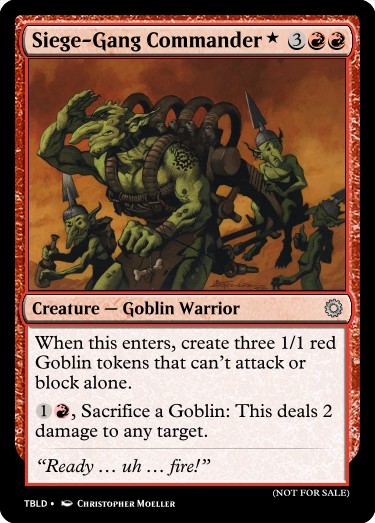 Siege-Gang Commander ★ 3
Creature — Goblin Warrior
When this enters, create three 1/1 red
Goblin tokens that can't attack or
block alone.
1 , Sacrifice a Goblin: This deals 2
damage to any target.
“Ready … uh … fire!”
(NOT FOR SALE)
TBLD • Christopher Moeller